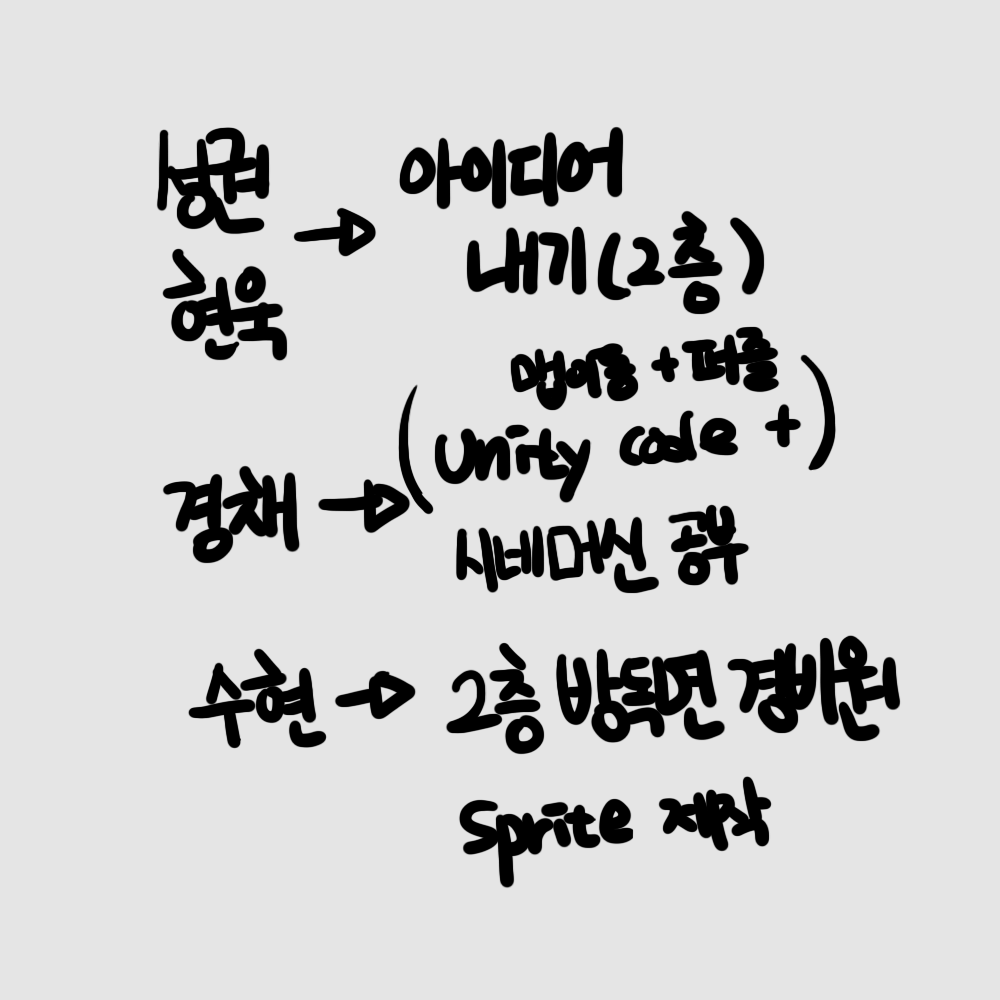 성권 → 아이디어
현욱 내기(2층)
맵이동 + 퍼즐
경채 → (Unity code +)
시네머신 공부
수현 → 2층 방독면 경비원
Sprite 제작